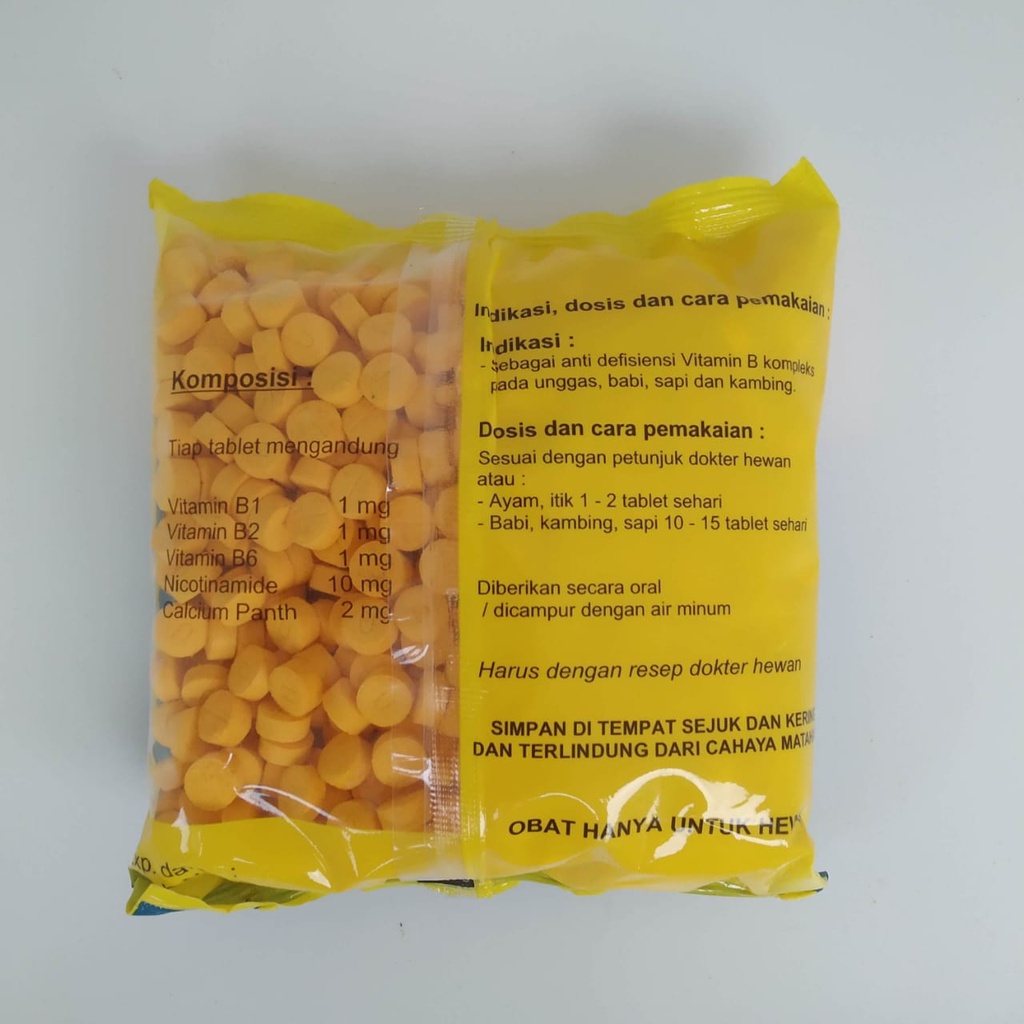 Komposisi :
Tiap tablet mengandung
Vitamin B1 1 mg
Vitamin B2 1 mg
Vitamin B6 1 mg
Nicotinamide 10 mg
Calcium Panth 2 mg
Indikasi, dosis dan cara pemakaian :
Indikasi :
- Sebagai anti defisiensi Vitamin B kompleks
pada unggas, babi, sapi dan kambing.
Dosis dan cara pemakaian :
Sesuai dengan petunjuk dokter hewan
atau :
- Ayam, itik 1 - 2 tablet sehari
- Babi, kambing, sapi 10 - 15 tablet sehari
Diberikan secara oral
/ dicampur dengan air minum
Harus dengan resep dokter hewan
SIMPAN DI TEMPAT SEJUK DAN
DAN TERLINDUNG DARI CAHAYA
OBAT HANYA UNTUK